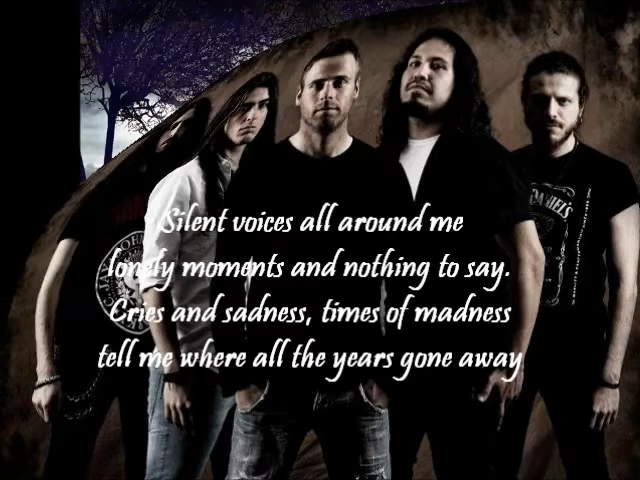 Silent voices all around me
lonely moments and nothing to say.
Cries and sadness, times of madness
tell me where all the years gone away
DANIEL'S